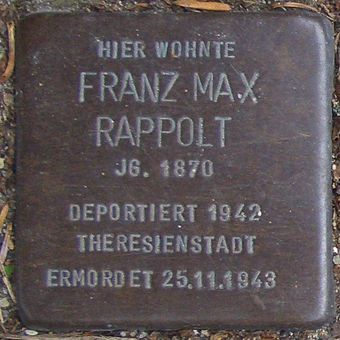 HIER WOHNTE
FRANZ MAX
RAPPOLT
JG. 1870
DEPORTIERT 1942
THERESIENSTADT
ERMORDET 25.11.1943